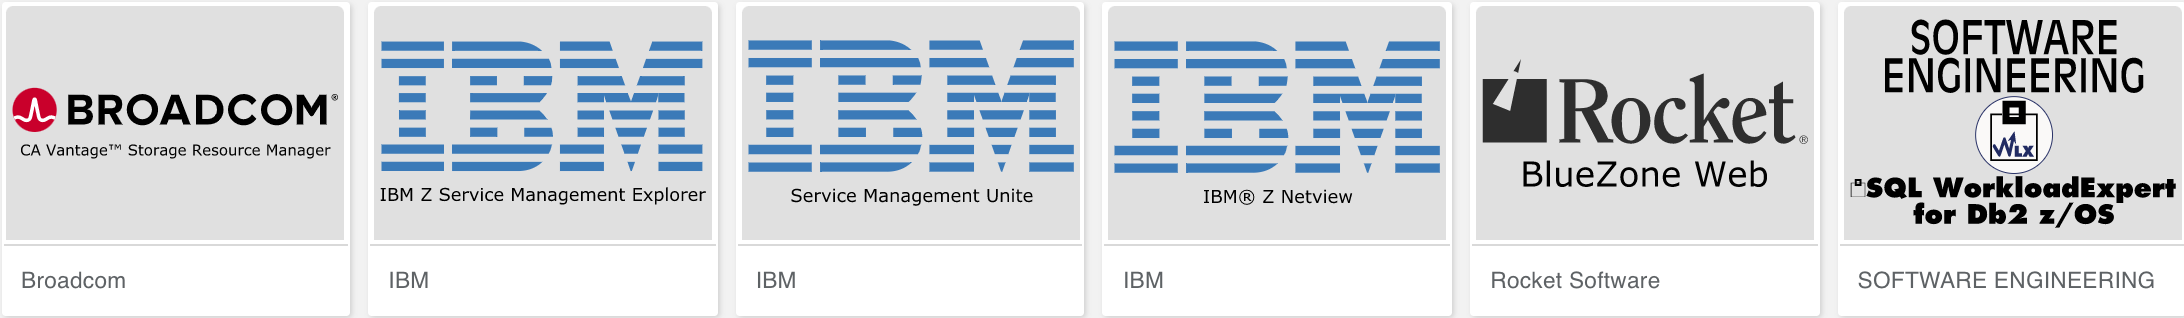 BROADCOM®
CA Vantage™ Storage Resource Manager
Broadcom
IBM
IBM Z Service Management Explorer
IBM
IBM
Service Management Unite
IBM
IBM
IBM® Z Netview
IBM
Rocket®
BlueZone Web
Rocket Software
SOFTWARE
ENGINEERING
WLX
SQL WorkloadExpert
for Db2 z/OS
SOFTWARE ENGINEERING